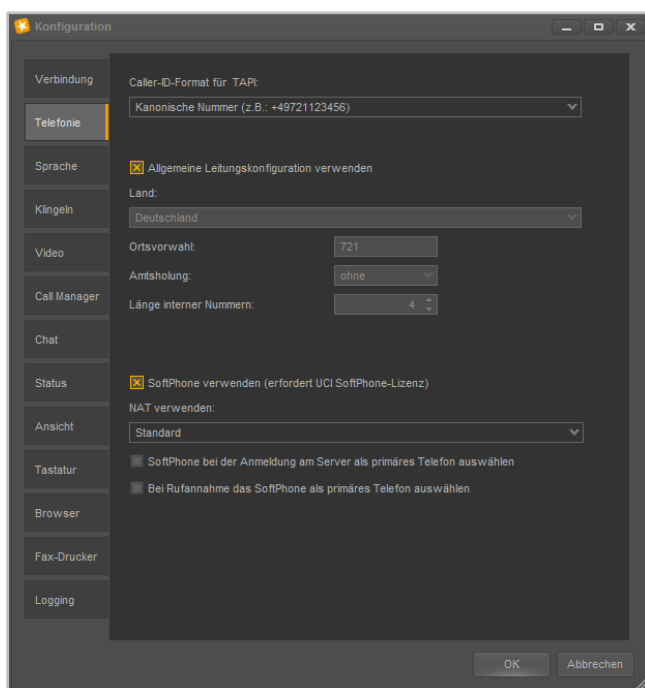 Konfiguration
Verbindung
Telefonie
Sprache
Klingeln
Video
Call Manager
Chat
Status
Ansicht
Tastatur
Browser
Fax-Drucker
Logging
Caller-ID-Format für TAPI:
Kanonische Nummer (z.B.: +49721123456)
Allgemeine Leitungskonfiguration verwenden
Land:
Deutschland
Ortsvorwahl: 721
Amtsholung: ohne
Länge interner Nummern: 4
SoftPhone verwenden (erfordert UCI SoftPhone-Lizenz)
NAT verwenden:
Standard
SoftPhone bei der Anmeldung am Server als primäres Telefon auswählen
Bei Rufannahme das SoftPhone als primäres Telefon auswählen
OK Abbrechen